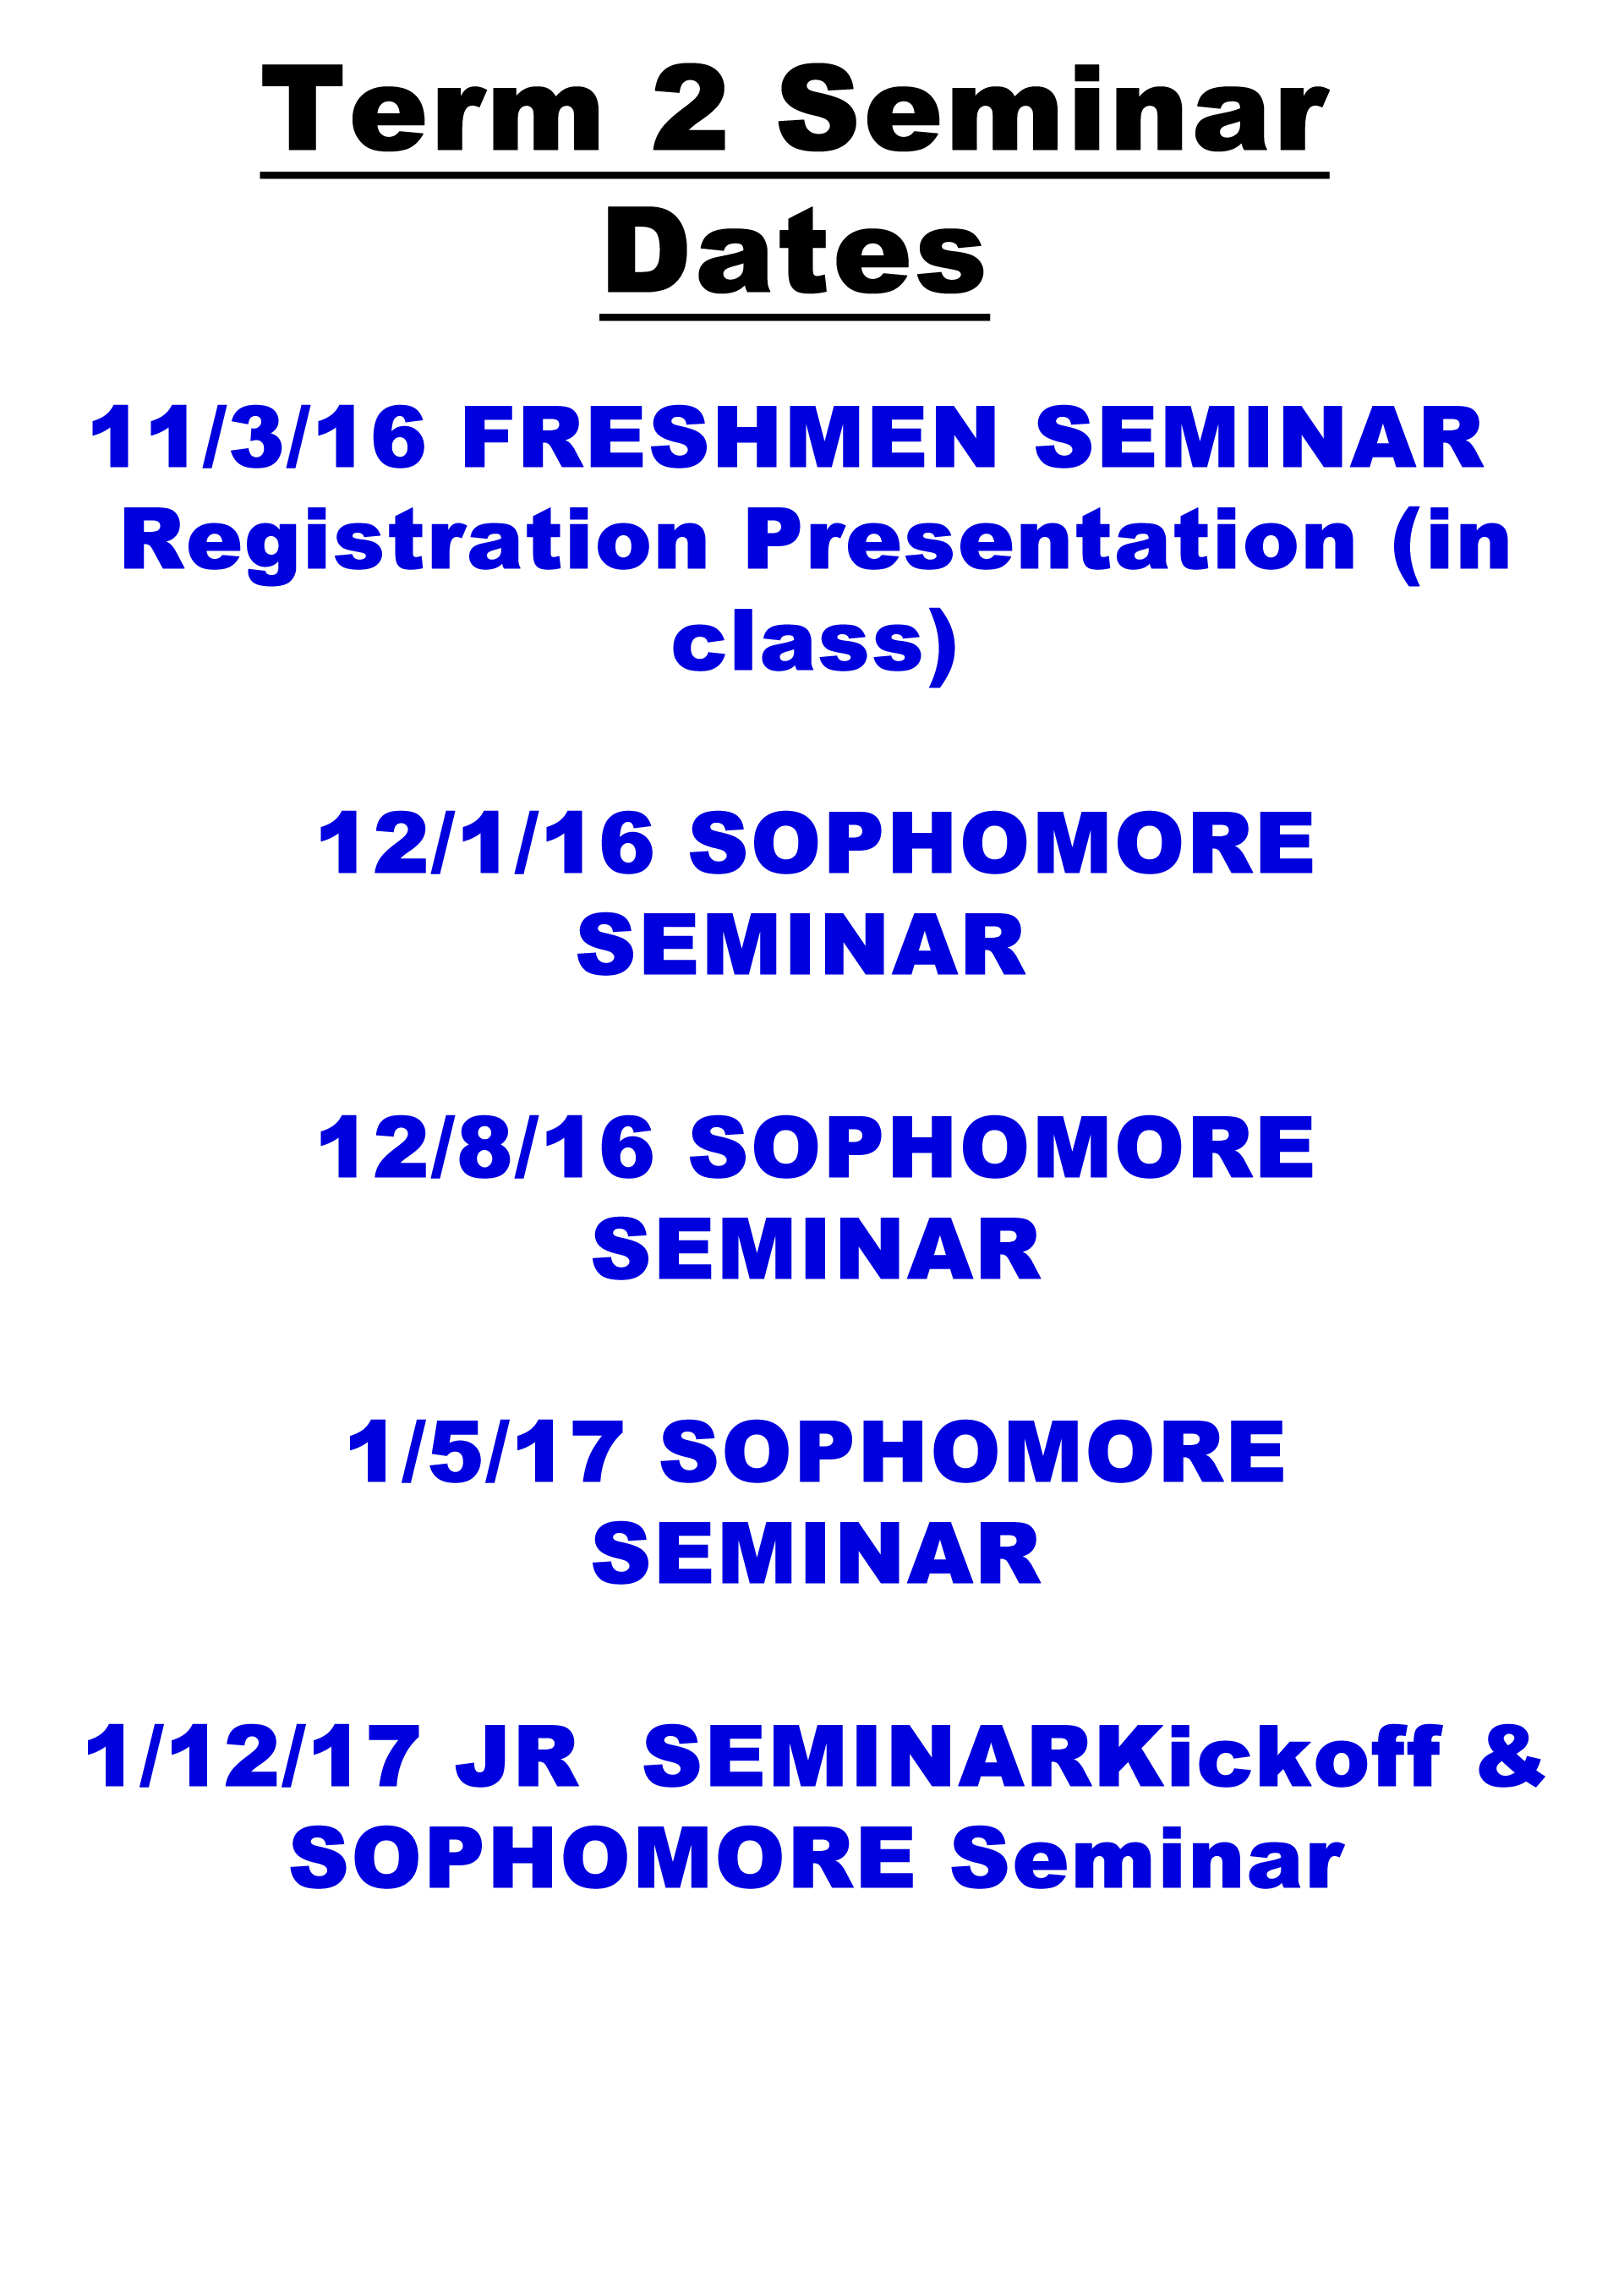 Term 2 Seminar
Dates
11/3/16 FRESHMEN SEMINAR
Registration Presentation (in
class)
12/1/16 SOPHOMORE
SEMINAR
12/8//16 SOPHOMORE
SEMINAR
1/5/17 SOPHOMORE
SEMINAR
1/12/17 JR  SEMINARKickoff &
SOPHOMORE Seminar